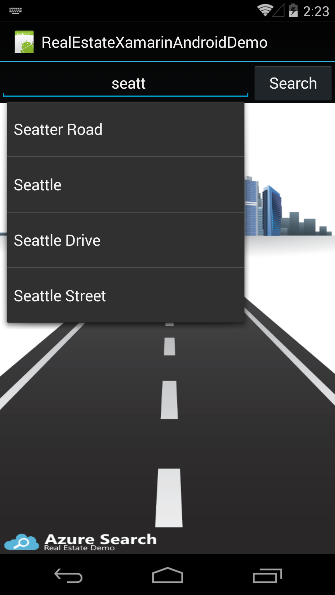 2:23
RealEstateXamarinAndroidDemo
seatt
Search
Seatter Road
Seattle
Seattle Drive
Seattle Street
Azure Search
Real Estate Demo